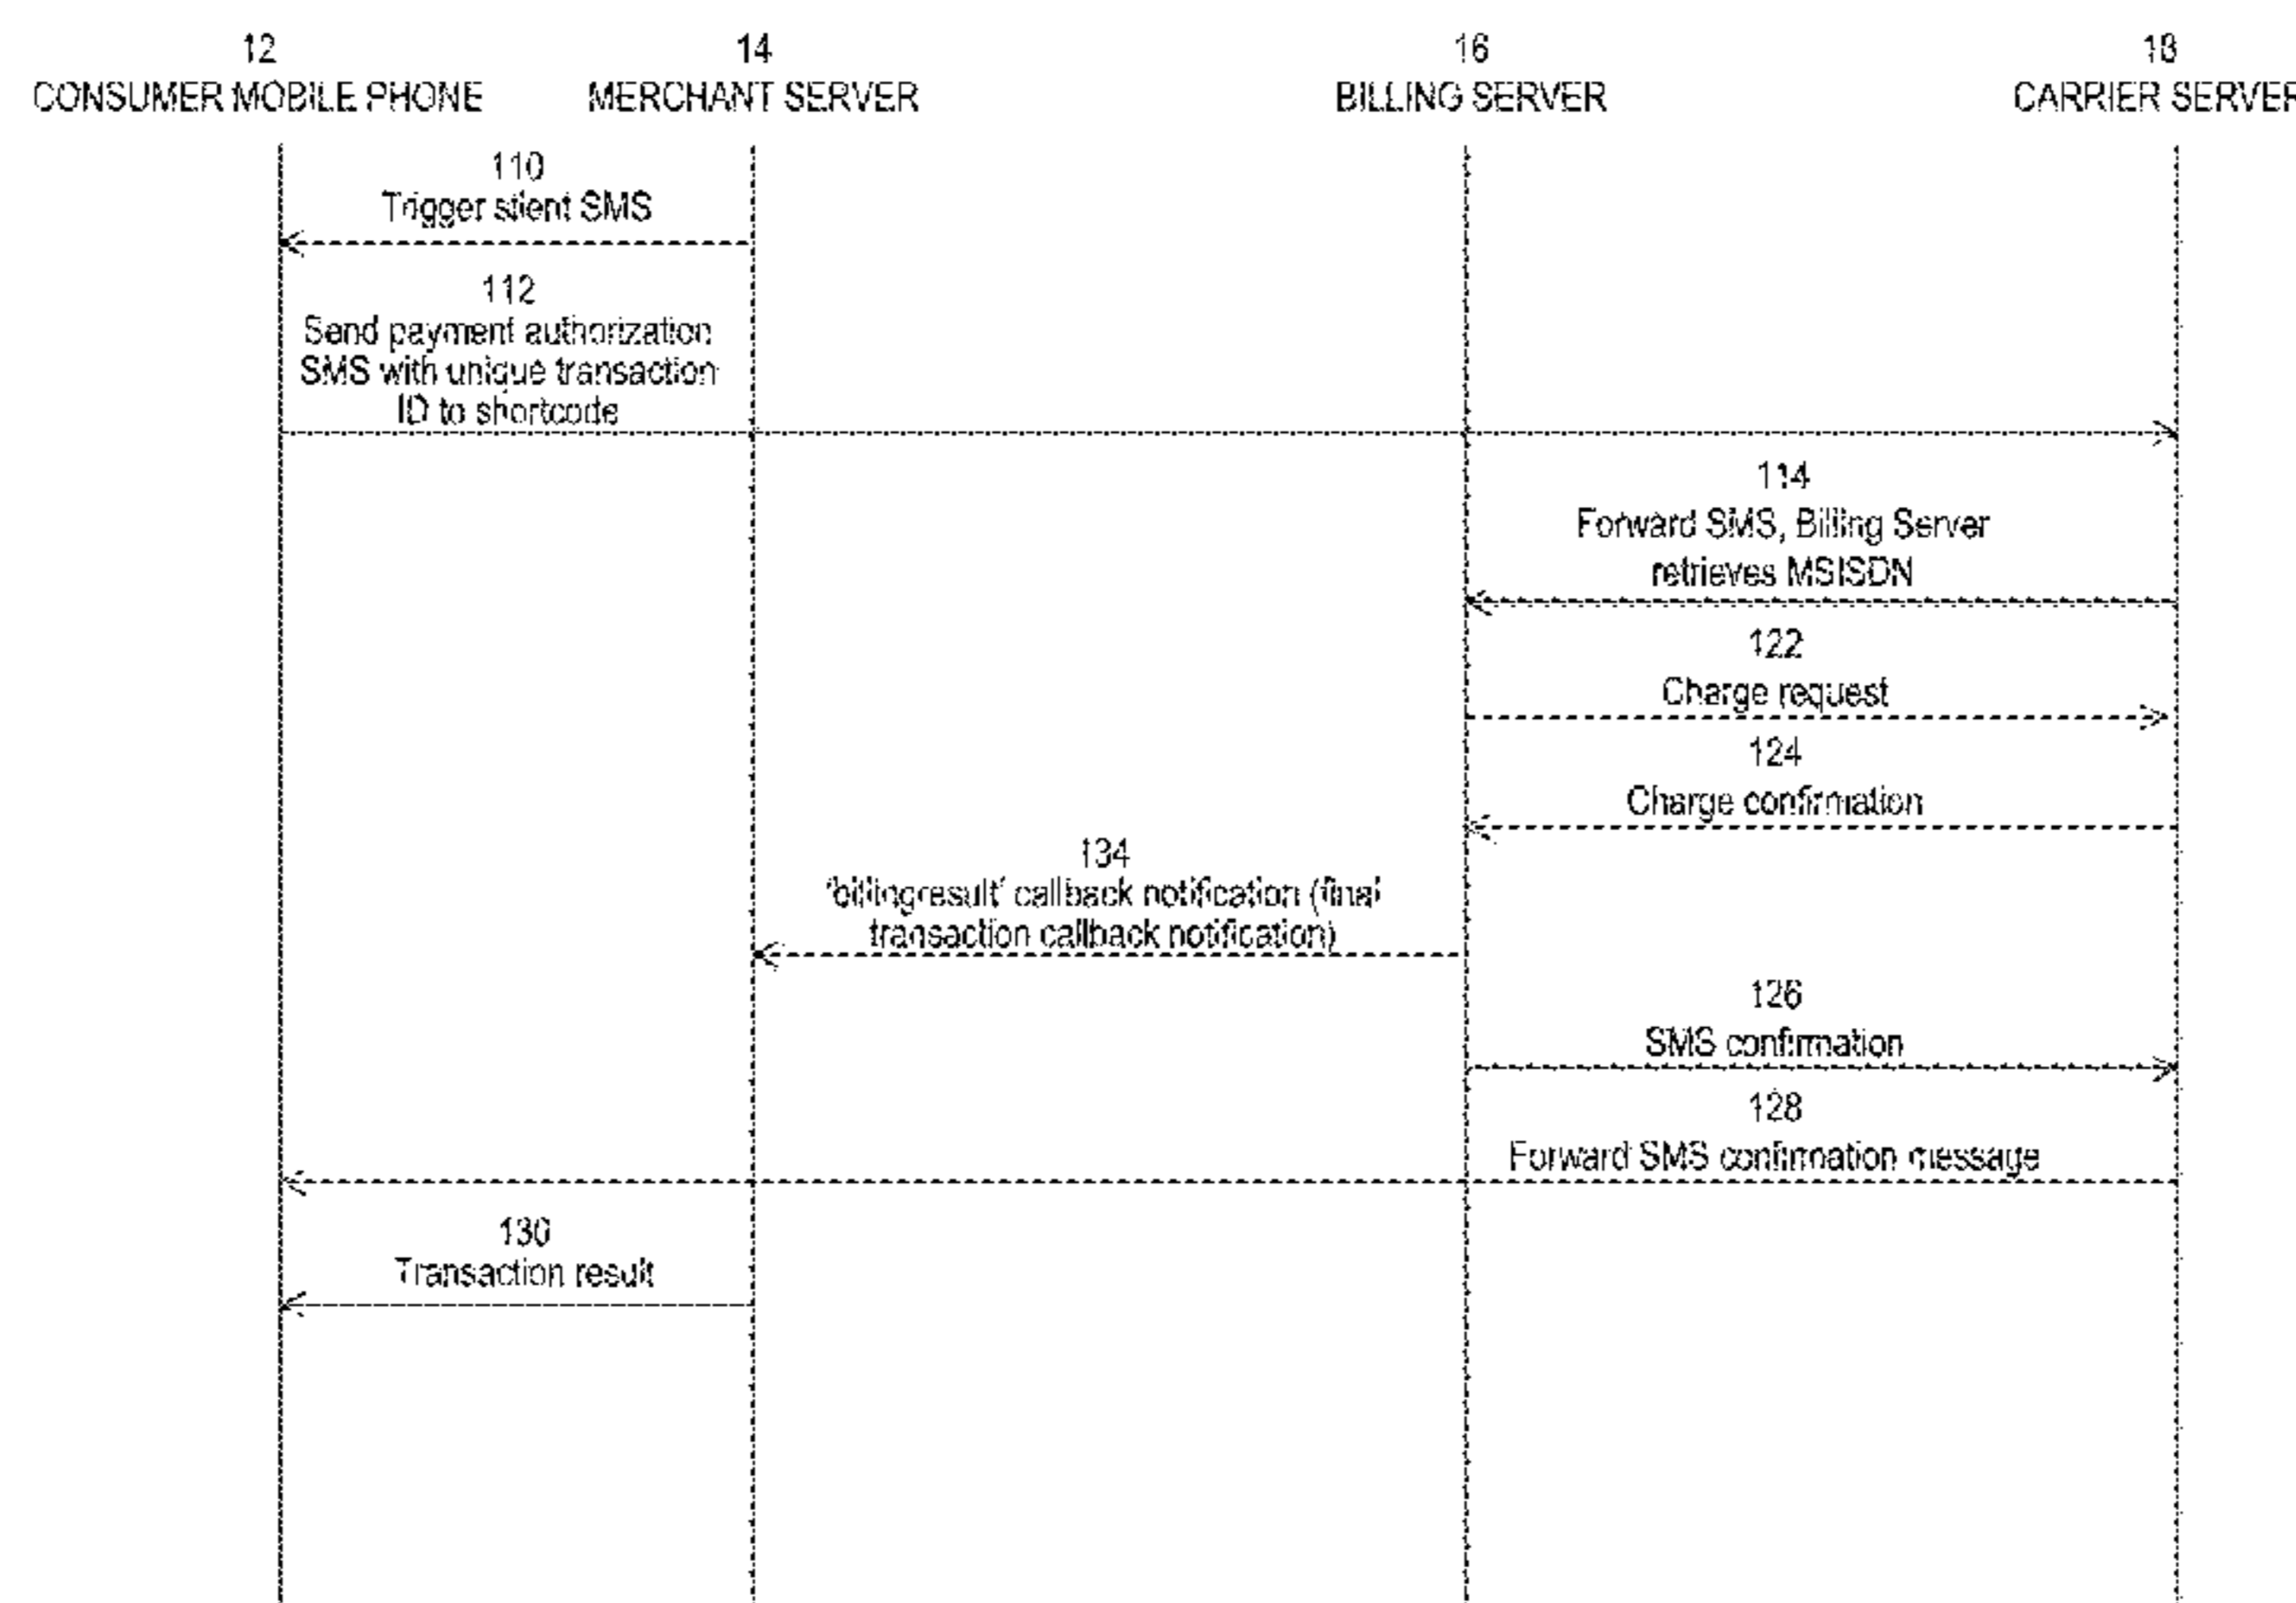 12
CONSUMER MOBILE PHONE
14
MERCHANT SERVER
16
BILLING SERVER
18
CARRIER SERVER
110
Trigger silent SMS
112
Send payment authorization
SMS with unique transaction
ID to shortcode
114
Forward SMS, Billing Server
retrieves MSISDN
122
Charge request
124
Charge confirmation
134
'billingresult' callback notification (final
transaction callback notification)
126
SMS confirmation
128
Forward SMS confirmation message
130
Transaction result